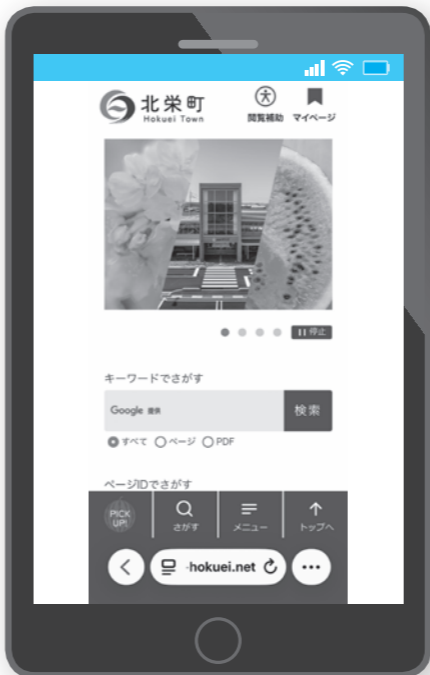 北栄町
Hokuei Town
閲覧補助
マイページ
停止
キーワードでさがす
Google 提供
検索
すべて ページ PDF
ページIDでさがす
PICK UP!
さがす
メニュー
トップへ
-hokuei.net